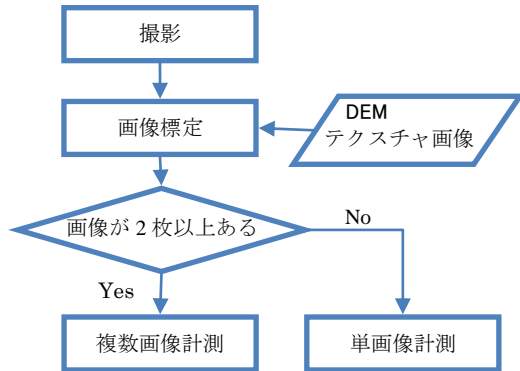 撮影
画像標定
DEM
テクスチャ画像
画像が 2 枚以上ある
No
Yes
複数画像計測
単画像計測